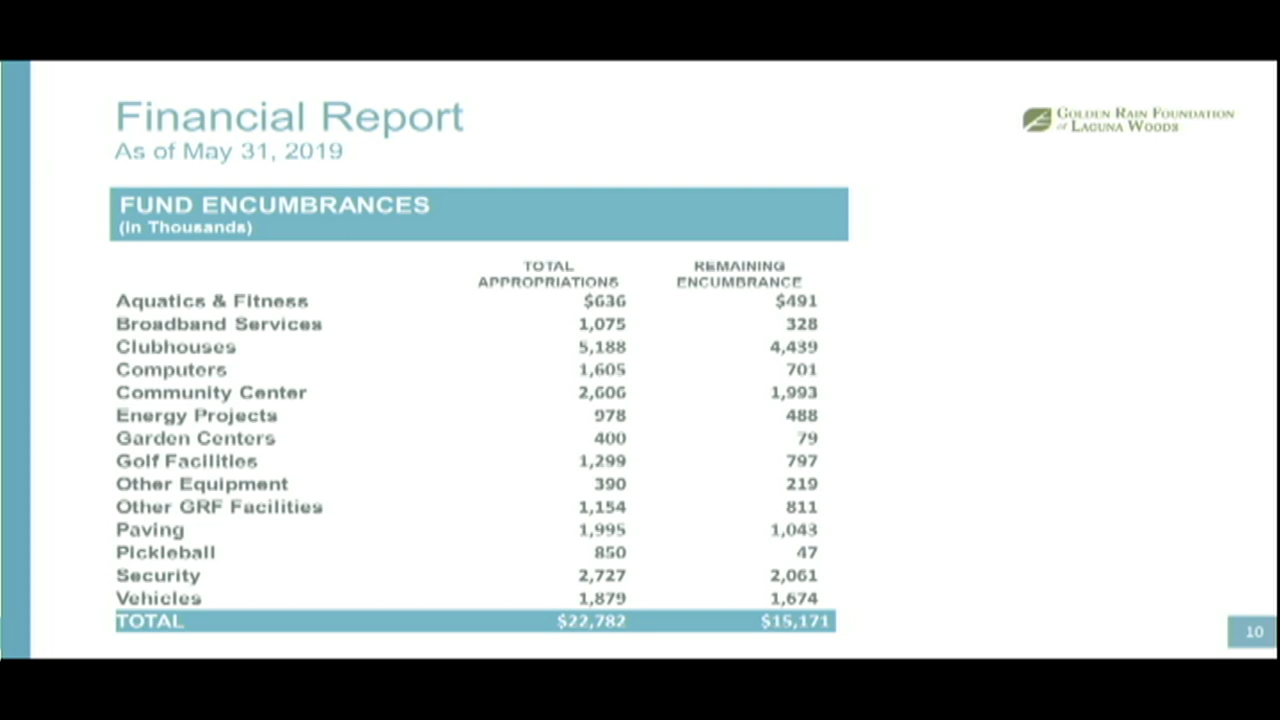 Financial Report
As of May 31, 2019
GOLDEN RAIN FOUNDATION
of LAGUNA WOODS
FUND ENCUMBRANCES
(In Thousands)
TOTAL REMAINING
APPROPRIATIONS ENCUMBRANCE
Aquatics & Fitness $636 $491
Broadband Services 1,075 328
Clubhouses 5,188 4,439
Computers 1,605 701
Community Center 2,606 1,993
Energy Projects 978 488
Garden Centers 400 79
Golf Facilities 1,299 797
Other Equipment 390 219
Other GRF Facilities 1,154 811
Paving 1,995 1,043
Pickleball 850 47
Security 2,727 2,061
Vehicles 1,879 1,674
TOTAL $22,782 $15,171
10